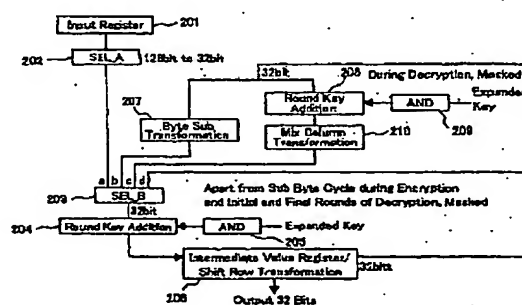 Input Register
201
202
SEL_A
128bit to 32bit
32bit
208
During Decryption, Masked
207
Round Key
Addition
AND
Expanded
Key
209
Byte Sub
Transformation
Mix Column
Transformation
210
a b c d
203
SEL_B
Apart from Sub Byte Cycle during Encryption
and Initial and Final Rounds of Decryption, Masked
32bit
204
Round Key Addition
AND
Expanded Key
205
Intermediate Value Register/
Shift Row Transformation
32bits
206
Output 32 Bits